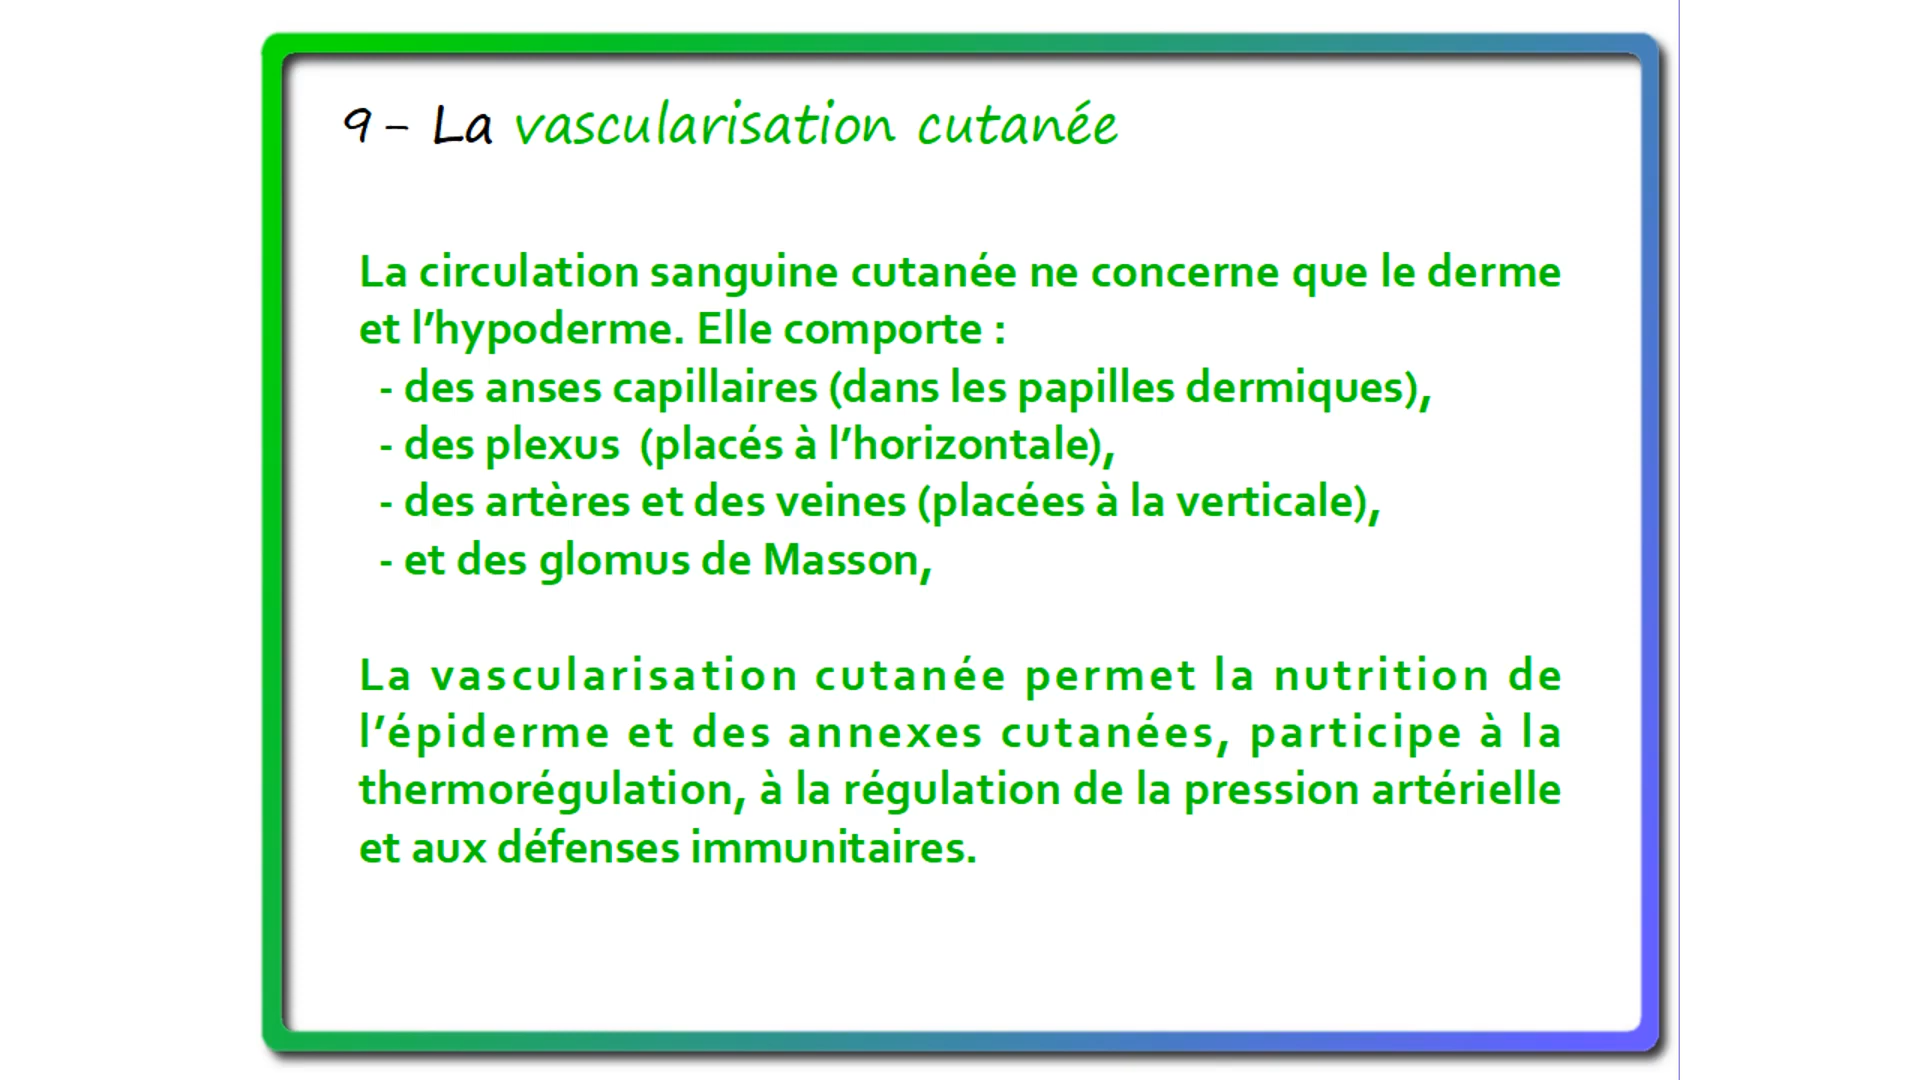 9 - La vascularisation cutanée
La circulation sanguine cutanée ne concerne que le derme
et l’hypoderme. Elle comporte :
- des anses capillaires (dans les papilles dermiques),
- des plexus (placés à l’horizontale),
- des artères et des veines (placées à la verticale),
- et des glomus de Masson,
La vascularisation cutanée permet la nutrition de
l’épiderme et des annexes cutanées, participe à la
thermorégulation, à la régulation de la pression artérielle
et aux défenses immunitaires.